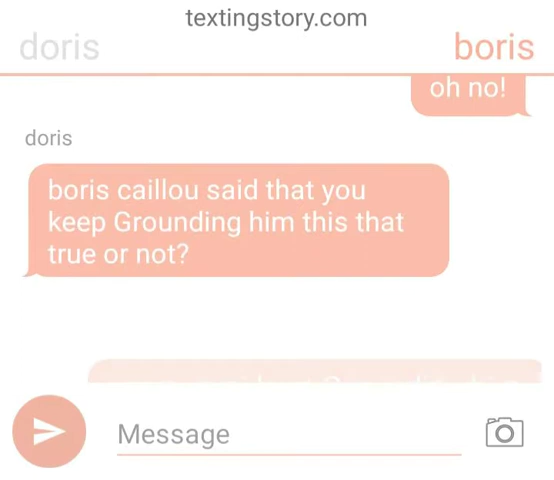 textingstory.com
doris
boris
oh no!
doris
boris caillou said that you
keep Grounding him this that
true or not?
Message